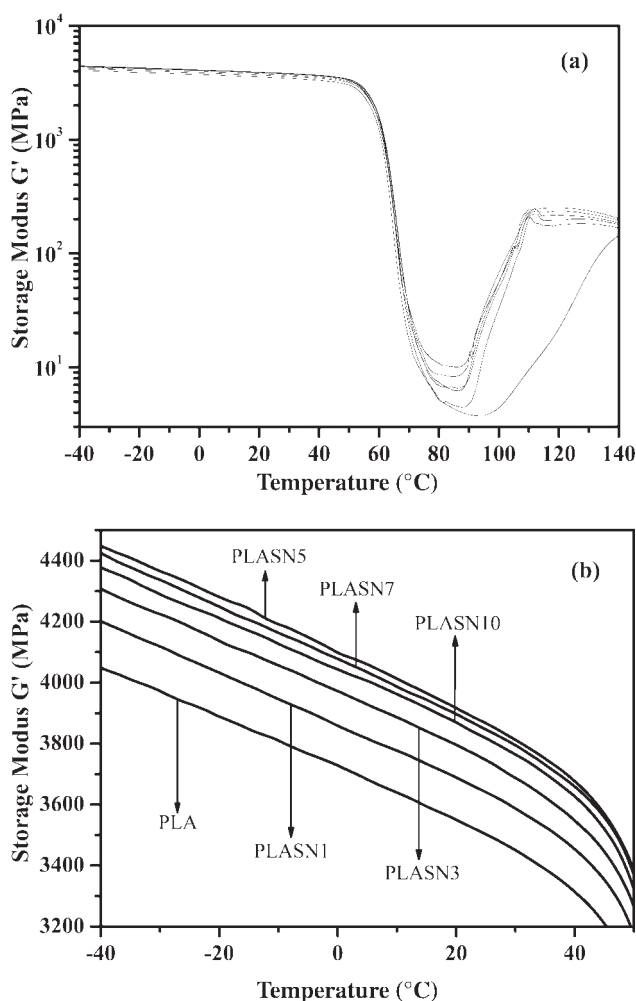 (a)
Storage Modus G' (MPa)
10^4
10^3
10^2
10^1
-40 -20 0 20 40 60 80 100 120 140
Temperature (°C)
(b)
Storage Modus G' (MPa)
4400
4200
4000
3800
3600
3400
3200
PLASN5
PLASN7
PLASN10
PLA
PLASN1
PLASN3
-40 -20 0 20 40
Temperature (°C)